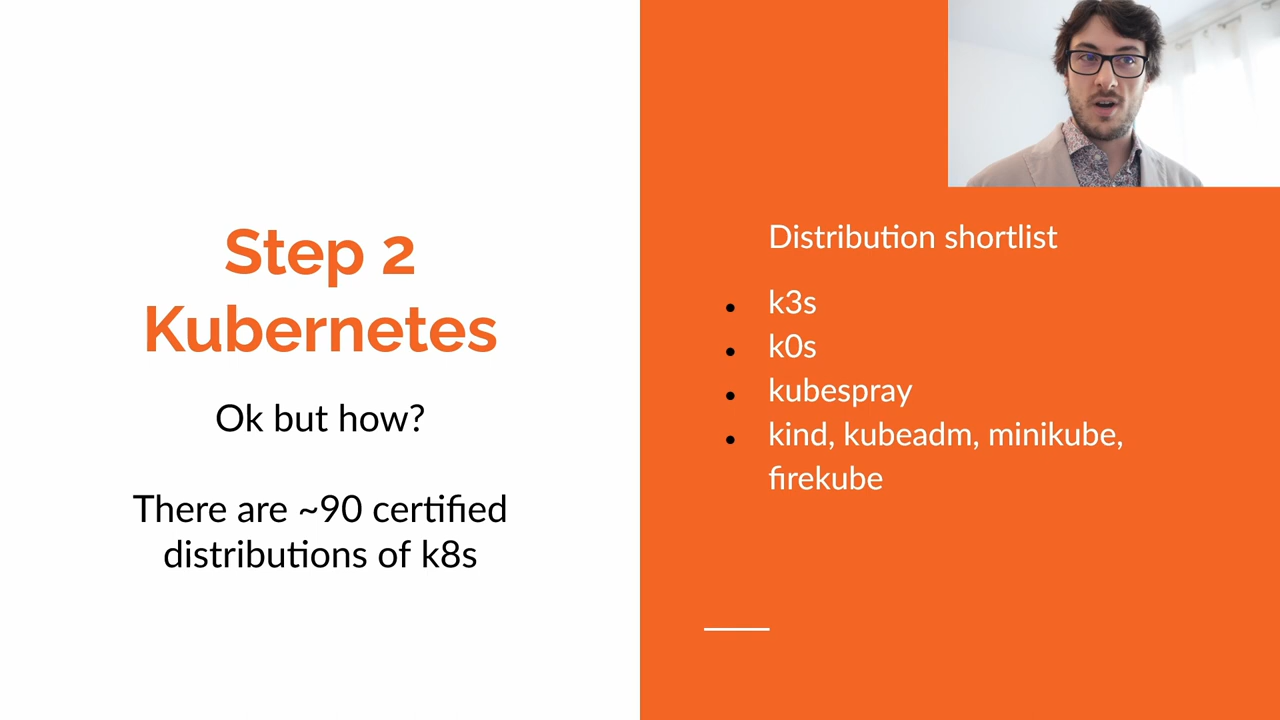 Step 2
Kubernetes
Ok but how?
There are ~90 certified
distributions of k8s
Distribution shortlist
k3s
k0s
kubespray
kind, kubeadm, minikube,
firekube